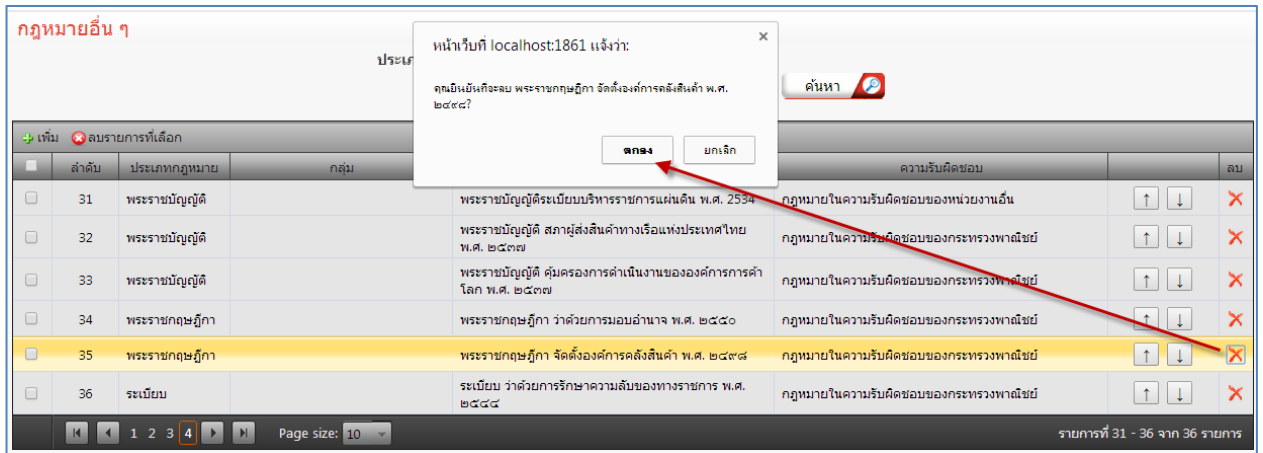 กฎหมายอื่น ๆ
ประเภ
หน้าเว็บที่ localhost:1861 แจ้งว่า:
คุณยืนยันที่จะลบ พระราชกฤษฎีกา จัดตั้งองค์การคลังสินค้า พ.ศ.
๒๔๙๘?
ตกลง ยกเลิก
ค้นหา
เพิ่ม ลบรายการที่เลือก
ลำดับ ประเภทกฎหมาย กลุ่ม ความรับผิดชอบ ลบ
31 พระราชบัญญัติ พระราชบัญญัติระเบียบบริหารราชการแผ่นดิน พ.ศ. 2534 กฎหมายในความรับผิดชอบของหน่วยงานอื่น ↑ ↓
32 พระราชบัญญัติ พระราชบัญญัติ สภาผู้ส่งสินค้าทางเรือแห่งประเทศไทย กฎหมายในความรับผิดชอบของกระทรวงพาณิชย์ ↑ ↓
พ.ศ. ๒๕๓๗
33 พระราชบัญญัติ พระราชบัญญัติ คุ้มครองการดำเนินงานขององค์การการค้า กฎหมายในความรับผิดชอบของกระทรวงพาณิชย์ ↑ ↓
โลก พ.ศ. ๒๕๓๗
34 พระราชกฤษฎีกา พระราชกฤษฎีกา ว่าด้วยการมอบอำนาจ พ.ศ. ๒๕๕๐ กฎหมายในความรับผิดชอบของกระทรวงพาณิชย์ ↑ ↓
35 พระราชกฤษฎีกา พระราชกฤษฎีกา จัดตั้งองค์การคลังสินค้า พ.ศ. ๒๔๙๘ กฎหมายในความรับผิดชอบของกระทรวงพาณิชย์ ↑ ↓
36 ระเบียบ ระเบียบ ว่าด้วยการรักษาความลับของทางราชการ พ.ศ. กฎหมายในความรับผิดชอบของกระทรวงพาณิชย์ ↑ ↓
๒๕๔๔
1 2 3 4 Page size: 10 รายการที่ 31 - 36 จาก 36 รายการ